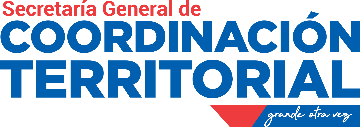 Secretaría General de
COORDINACIÓN
TERRITORIAL
grande otra vez